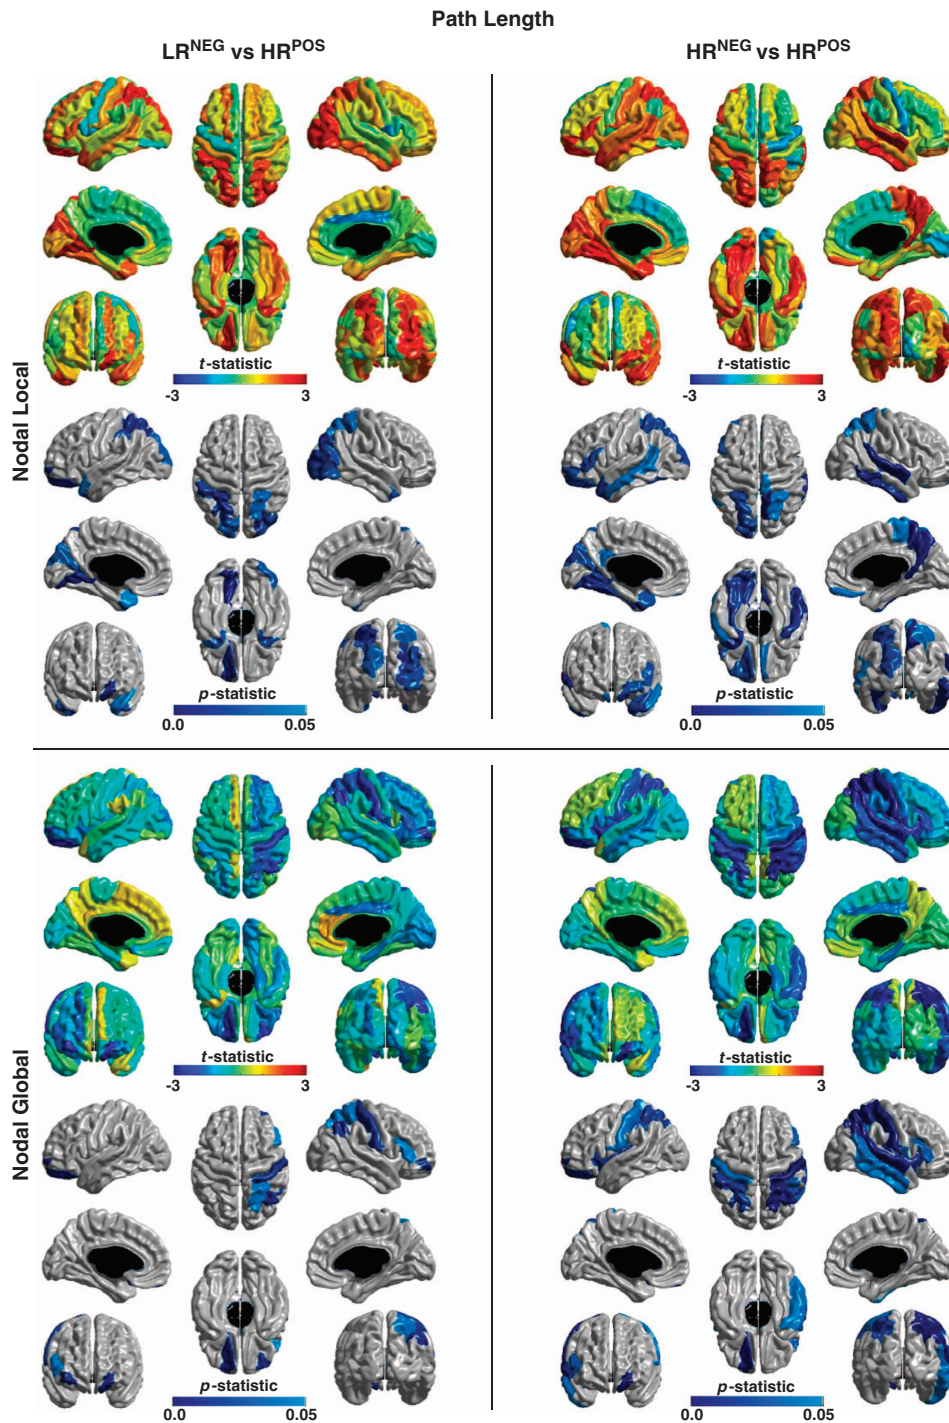 Path Length
LR^NEG vs HR^POS
HR^NEG vs HR^POS
Nodal Local
t-statistic
-3 3
t-statistic
-3 3
p-statistic
0.0 0.05
p-statistic
0.0 0.05
Nodal Global
t-statistic
-3 3
t-statistic
-3 3
p-statistic
0.0 0.05
p-statistic
0.0 0.05